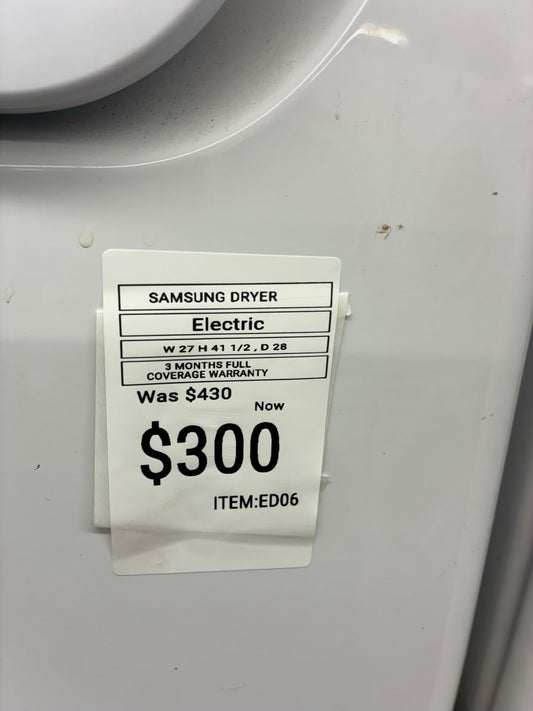 SAMSUNG DRYER
Electric
W 27 H 41 1/2 , D 28
3 MONTHS FULL
COVERAGE WARRANTY
Was $430
Now
$300
ITEM:ED06